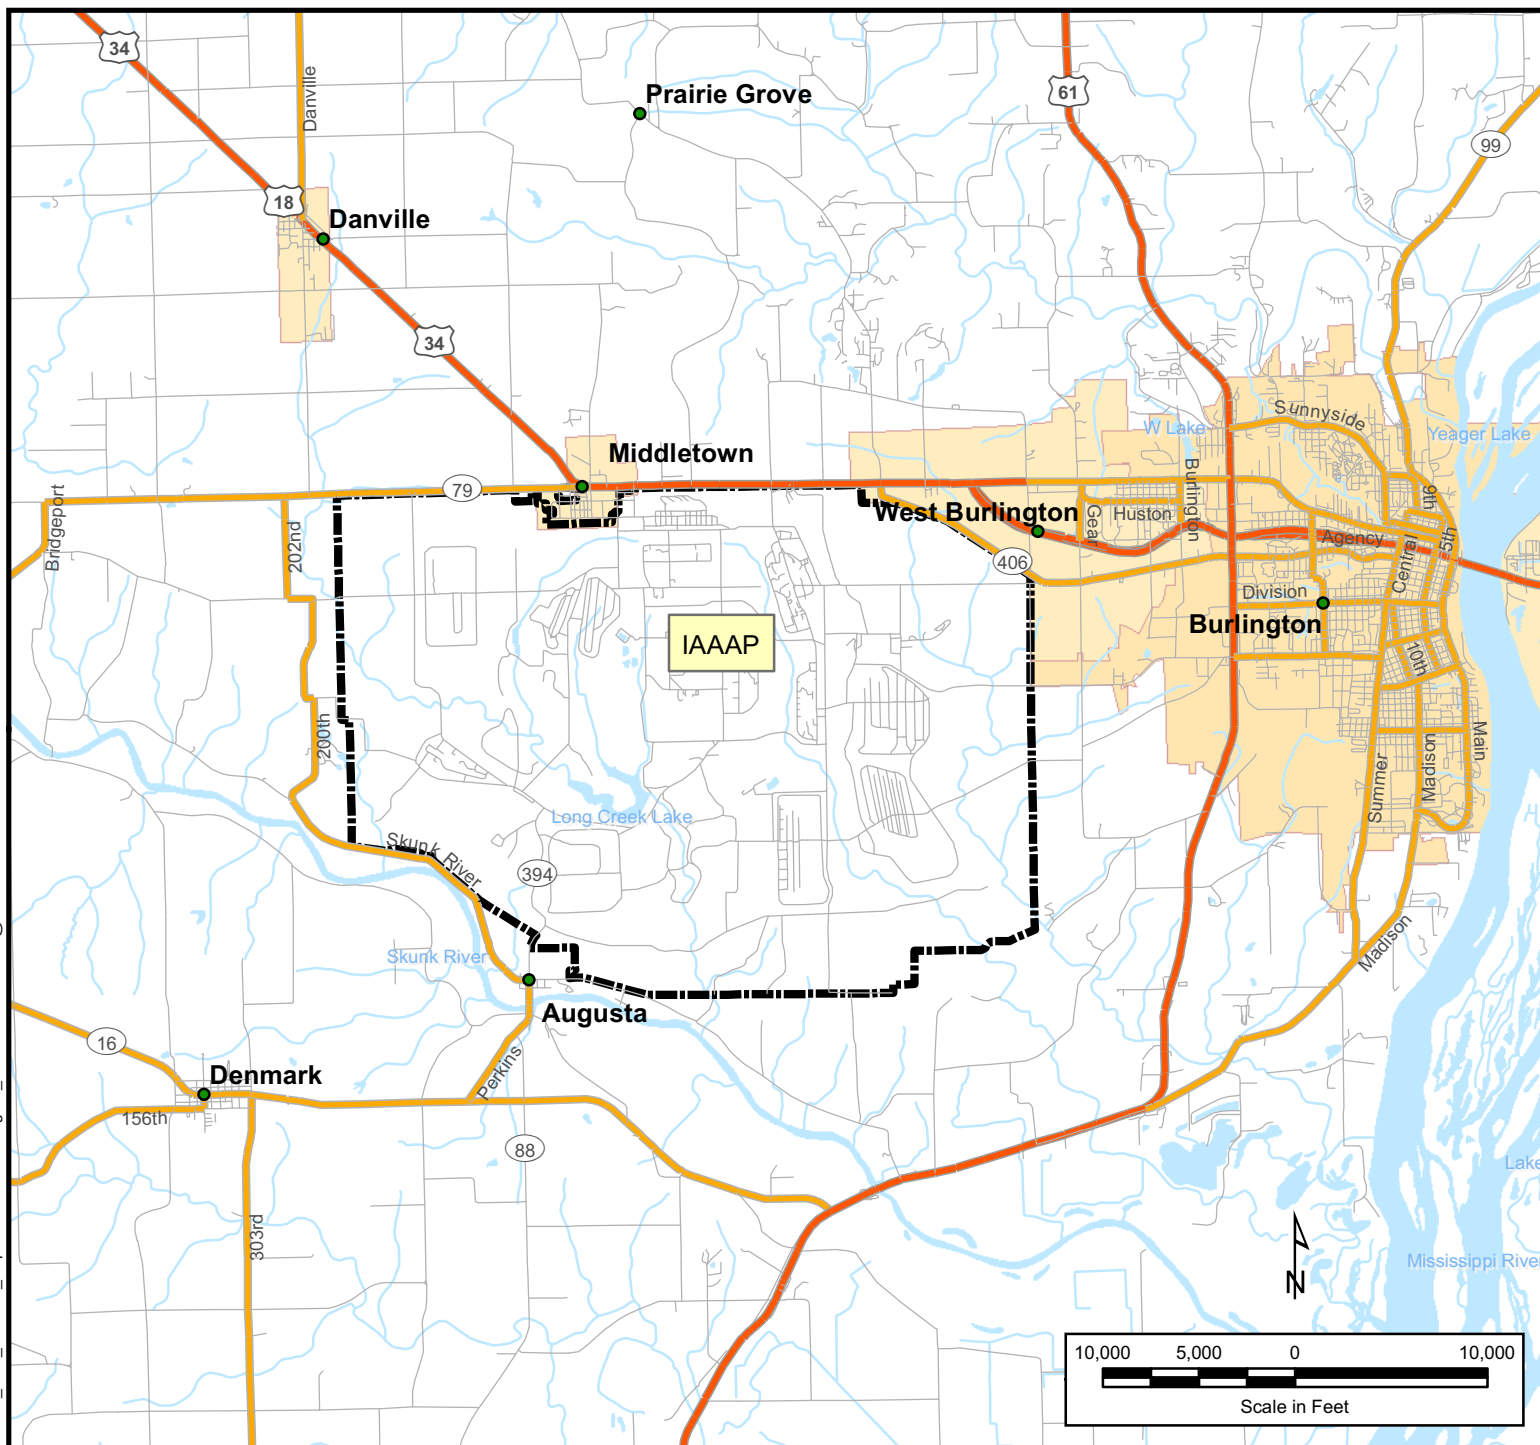 34
Danville
Prairie Grove
61
99
18
Danville
34
Sunnyside
W Lake
Yeager Lake
Middletown
79
Burlington
9th
Bridgeport
202nd
West Burlington
Gear
Huston
Agency
Central
5th
406
Division
IAAAP
Burlington
10th
200th
Main
Madison
Summer
Long Creek Lake
Skunk River
394
Skunk River
Madison
Augusta
16
Denmark
Perkins
156th
88
Lake
303rd
Mississippi River
N
10,000 5,000 0 10,000
Scale in Feet